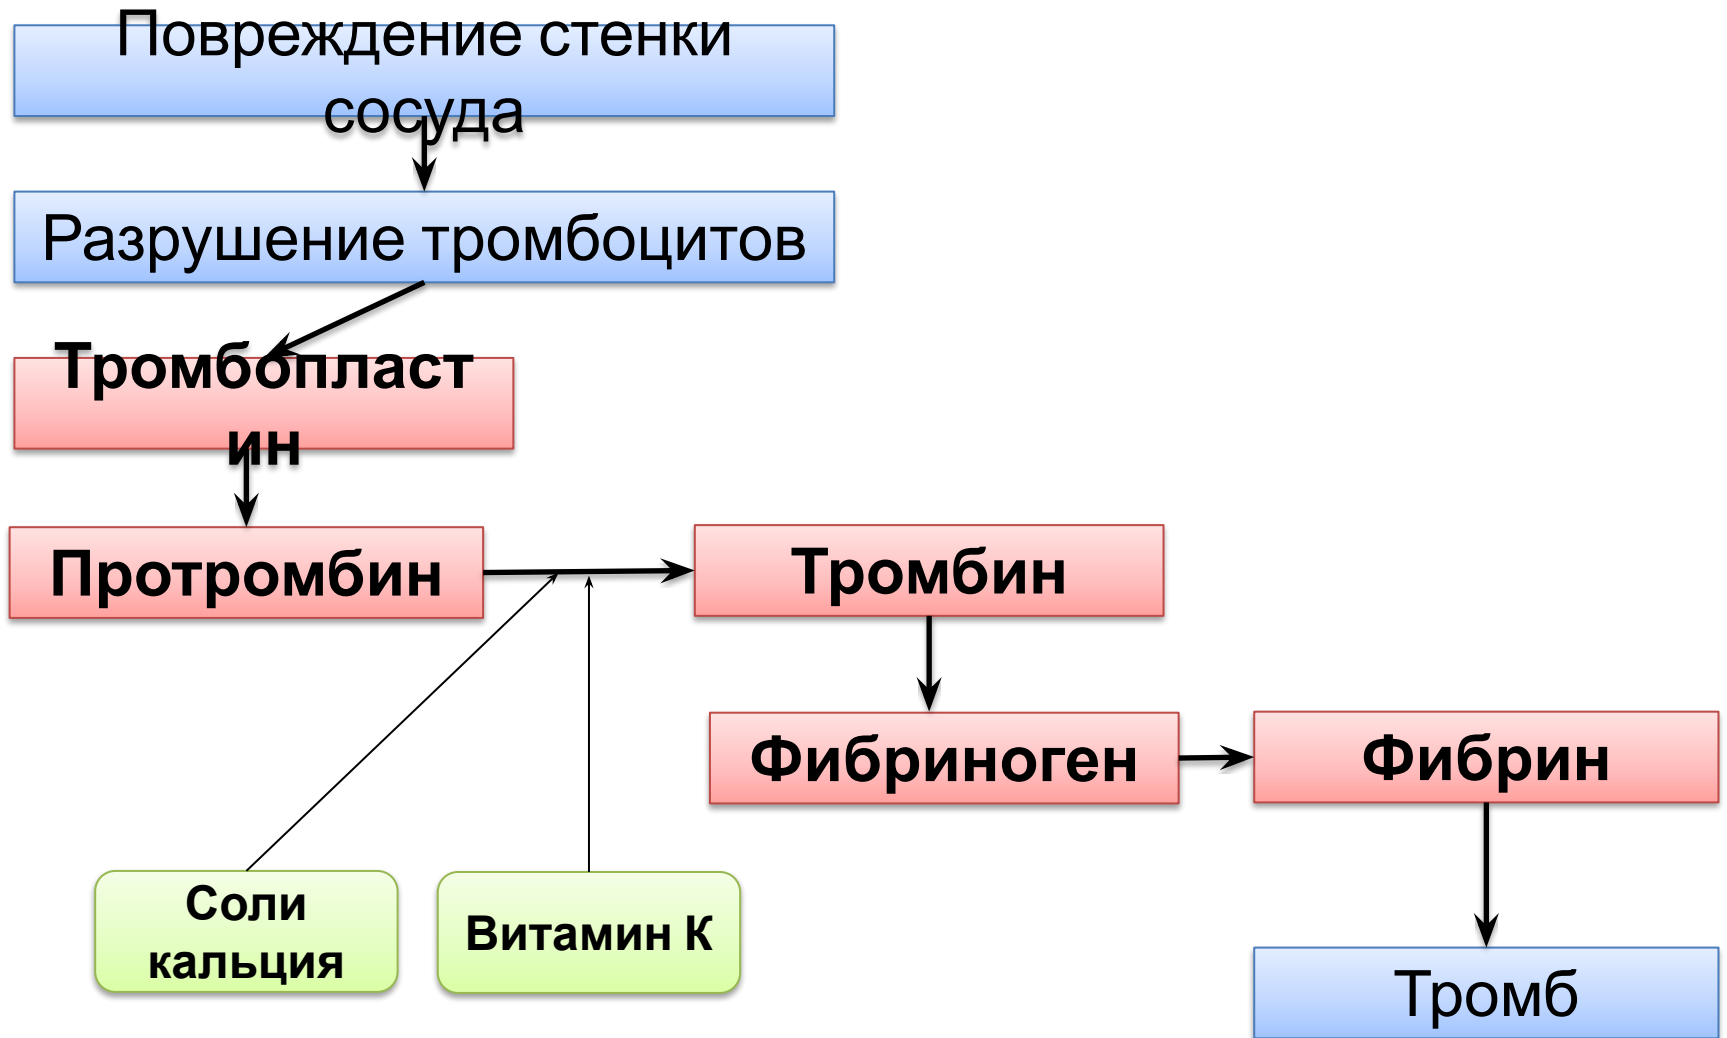 Повреждение стенки
сосуда
Разрушение тромбоцитов
Тромбопласт
ин
Протромбин
Тромбин
Фибриноген
Фибрин
Соли
кальция
Витамин К
Тромб